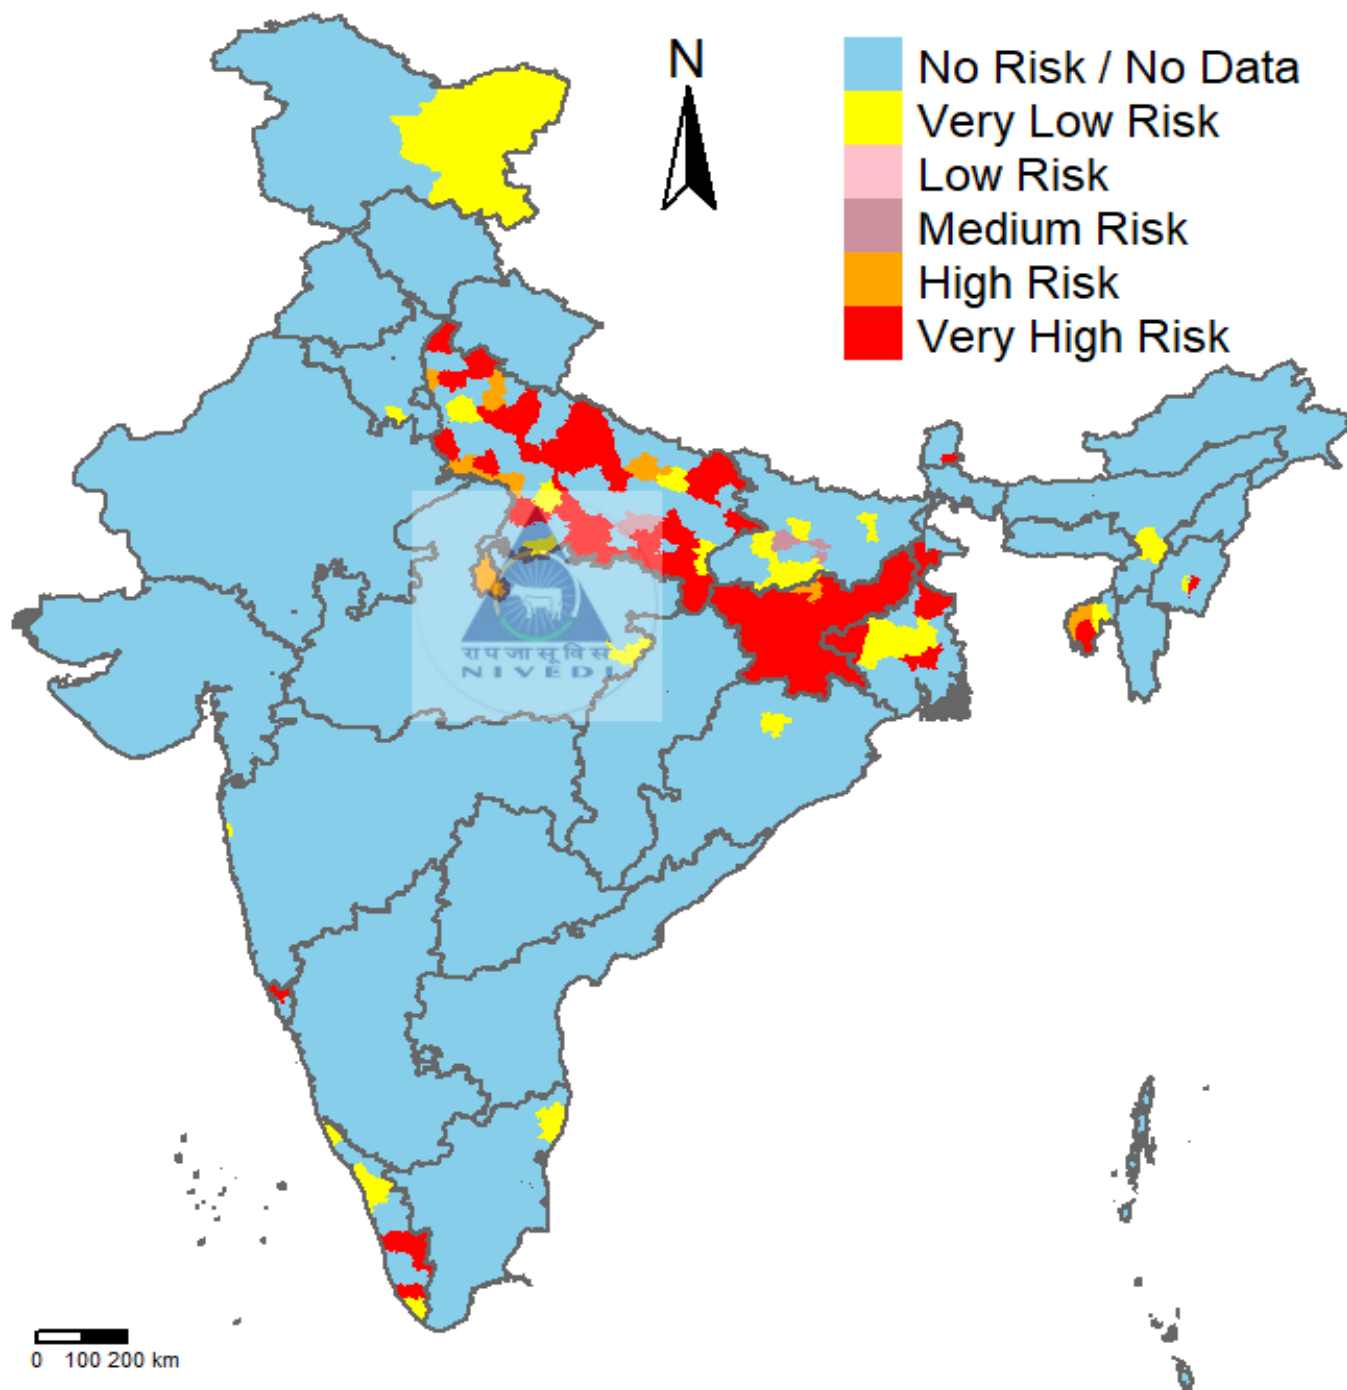 N
No Risk / No Data
Very Low Risk
Low Risk
Medium Risk
High Risk
Very High Risk
रा प जा सू वि सं
NIVEDI
0 100 200 km